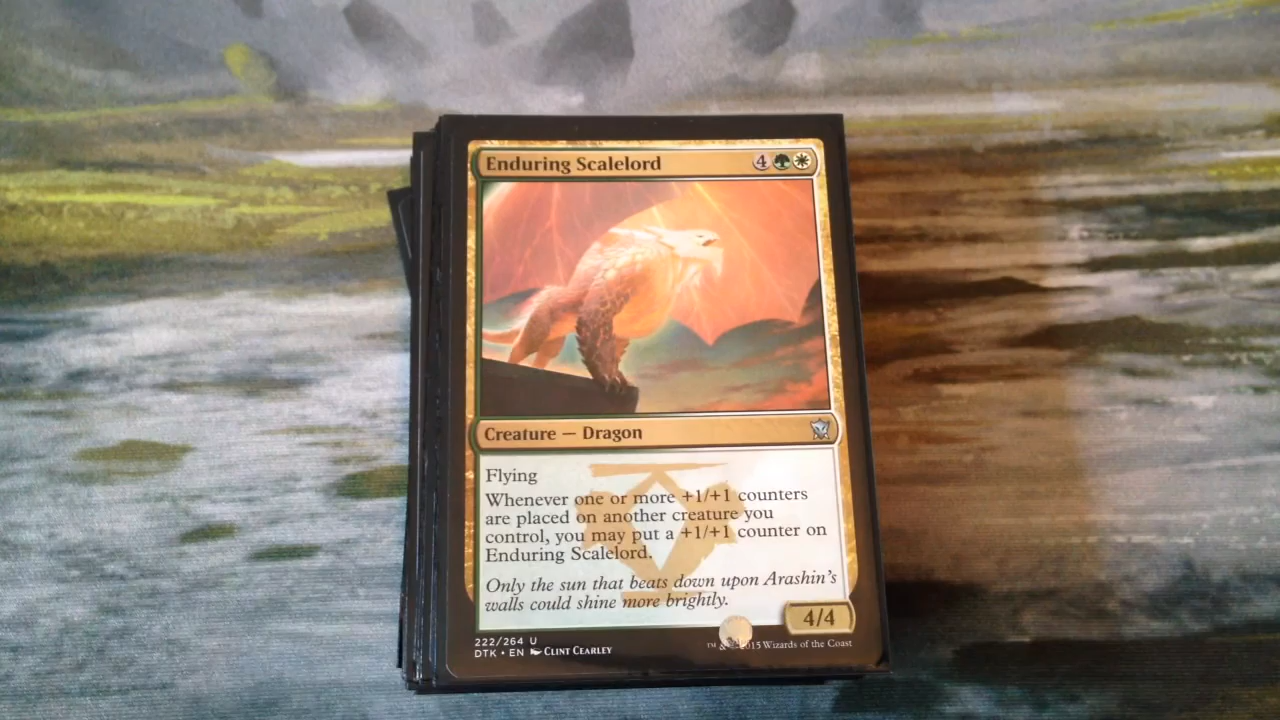 Enduring Scalelord 4
Creature — Dragon
Flying
Whenever one or more +1/+1 counters
are placed on another creature you
control, you may put a +1/+1 counter on
Enduring Scalelord.
Only the sun that beats down upon Arashin's
walls could shine more brightly.
4/4
222/264 U
DTK • EN Clint Cearley
™ & © 2015 Wizards of the Coast